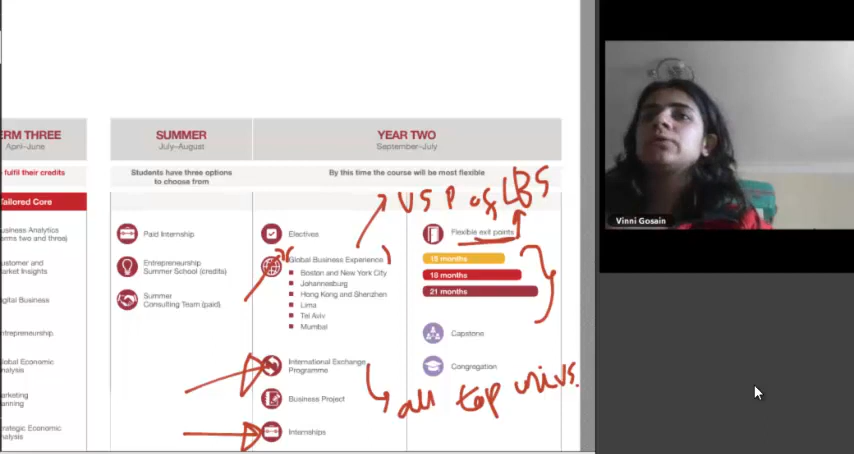 ERM THREE
April–June
SUMMER
July–August
YEAR TWO
September–July
fulfil their credits
Students have three options
to choose from
By this time the course will be most flexible
USP of LBS
Tailored Core
usiness Analytics
erms two and three)
ustomer and
arket Insights
igital Business
ntrepreneurship
lobal Economic
nalysis
arketing
anning
trategic Economic
nalysis
Paid Internship
Entrepreneurship
Summer School (credits)
Summer
Consulting Team (paid)
Electives
Global Business Experience
Boston and New York City
Johannesburg
Hong Kong and Shenzhen
Lima
Tel Aviv
Mumbai
International Exchange
Programme
Business Project
Internships
Flexible exit points
15 months
18 months
21 months
Capstone
Congregation
all top univs.
Vinni Gosain